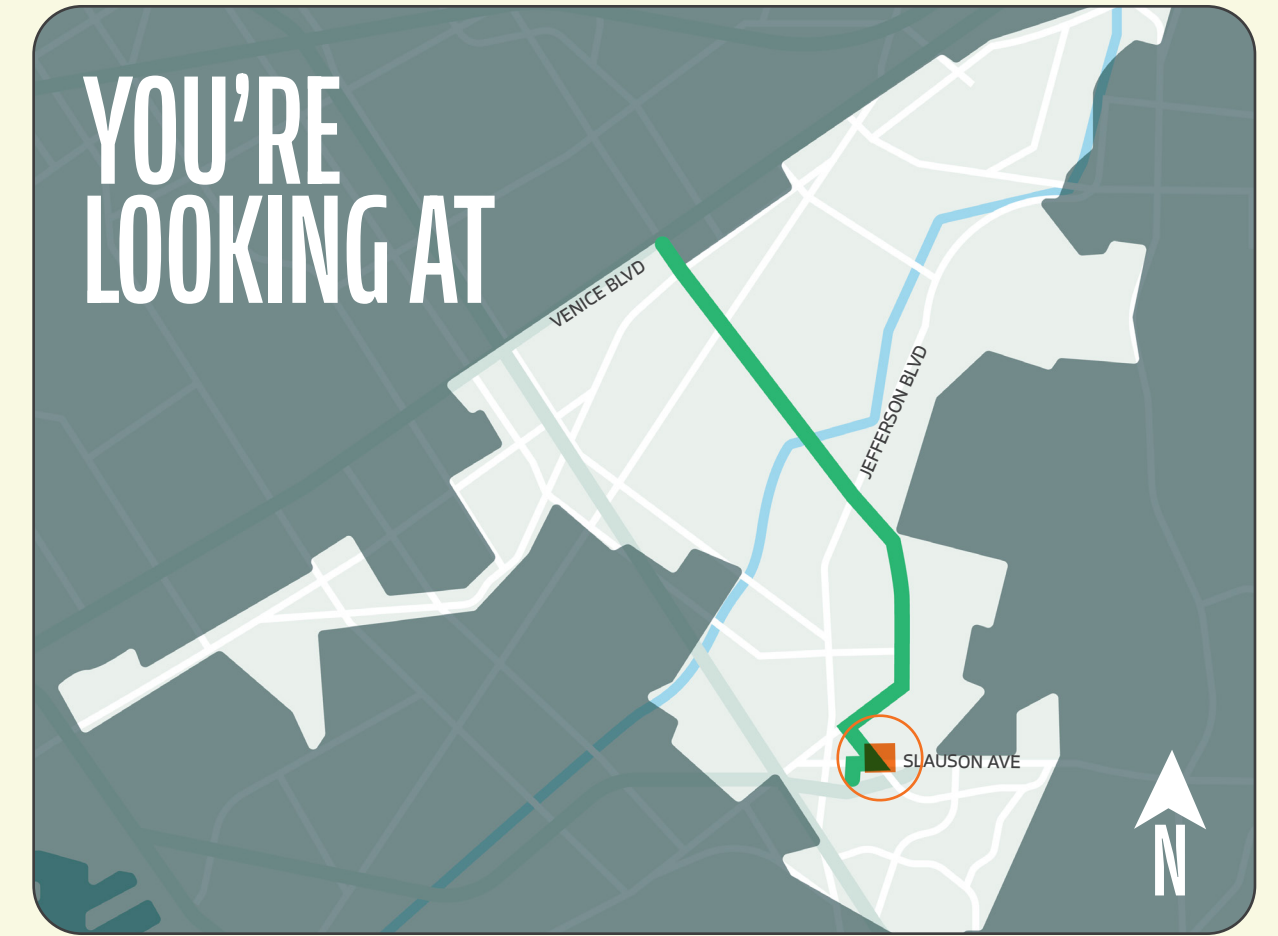 YOU'RE
LOOKING AT
VENICE BLVD
JEFFERSON BLVD
SLAUSON AVE
N